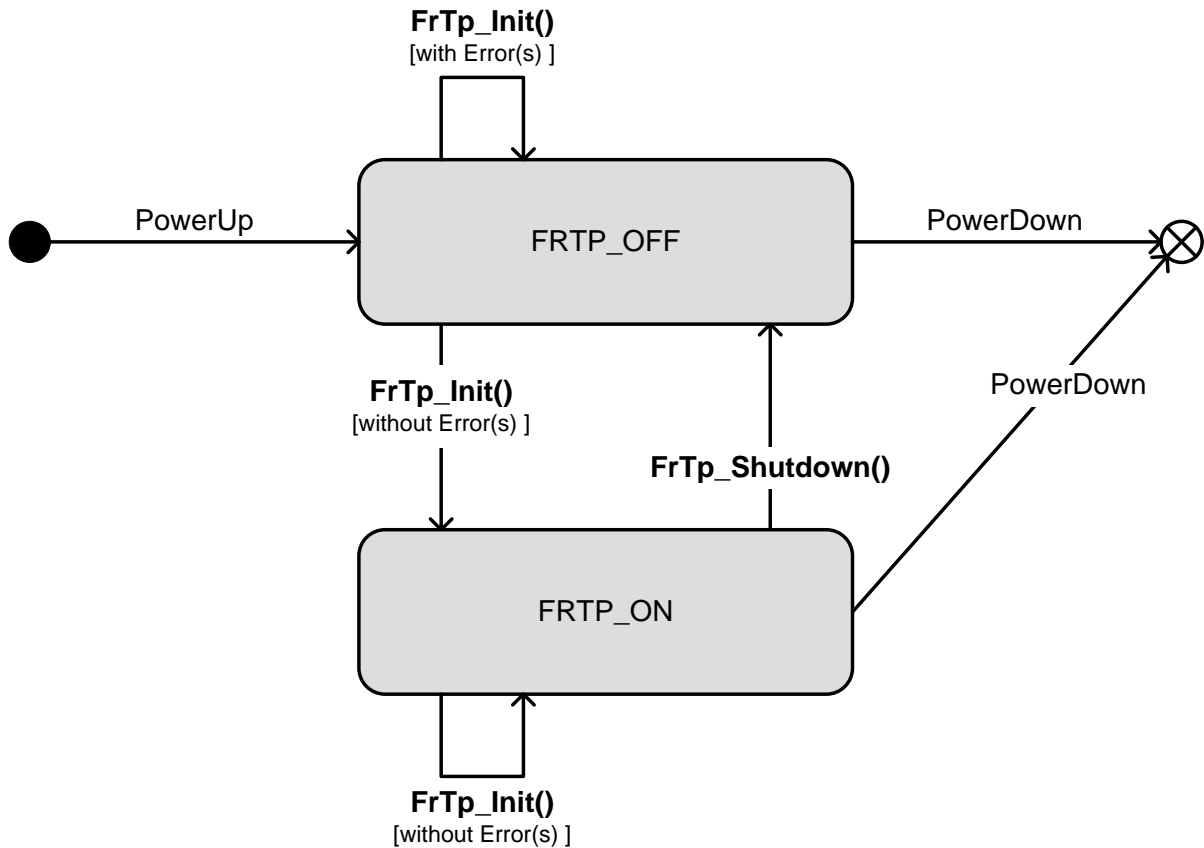 FrTp_Init()
[with Error(s) ]
PowerUp
FRTP_OFF
PowerDown
FrTp_Init()
[without Error(s) ]
PowerDown
FrTp_Shutdown()
FRTP_ON
FrTp_Init()
[without Error(s) ]